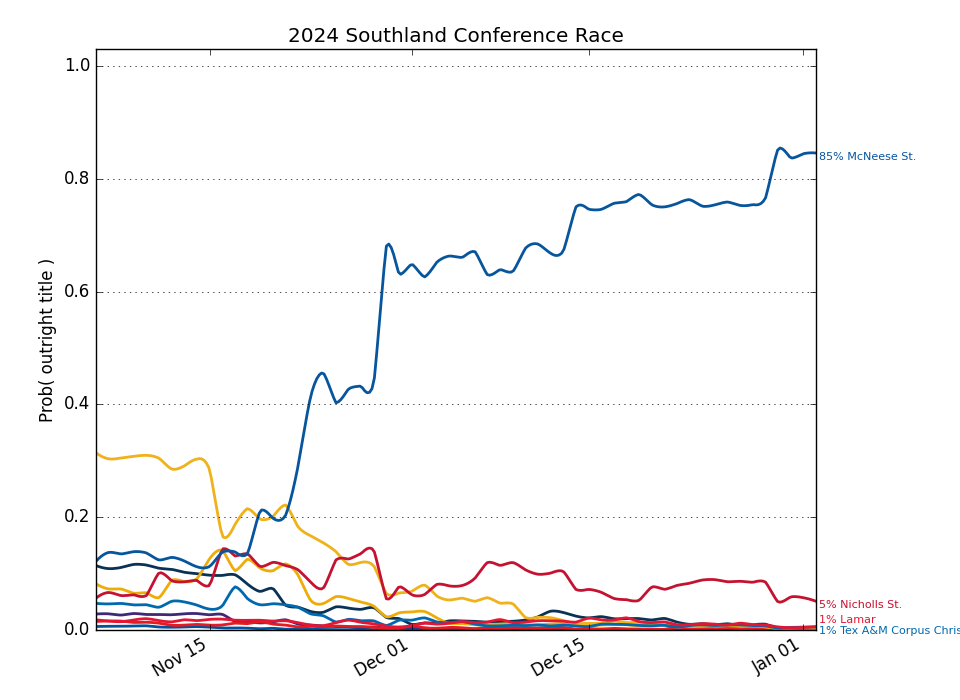 2024 Southland Conference Race
1.0
0.8
0.6
0.4
0.2
0.0
Prob( outright title )
Nov 15
Dec 01
Dec 15
Jan 01
85% McNeese St.
5% Nicholls St.
1% Lamar
1% Tex A&M Corpus Chris